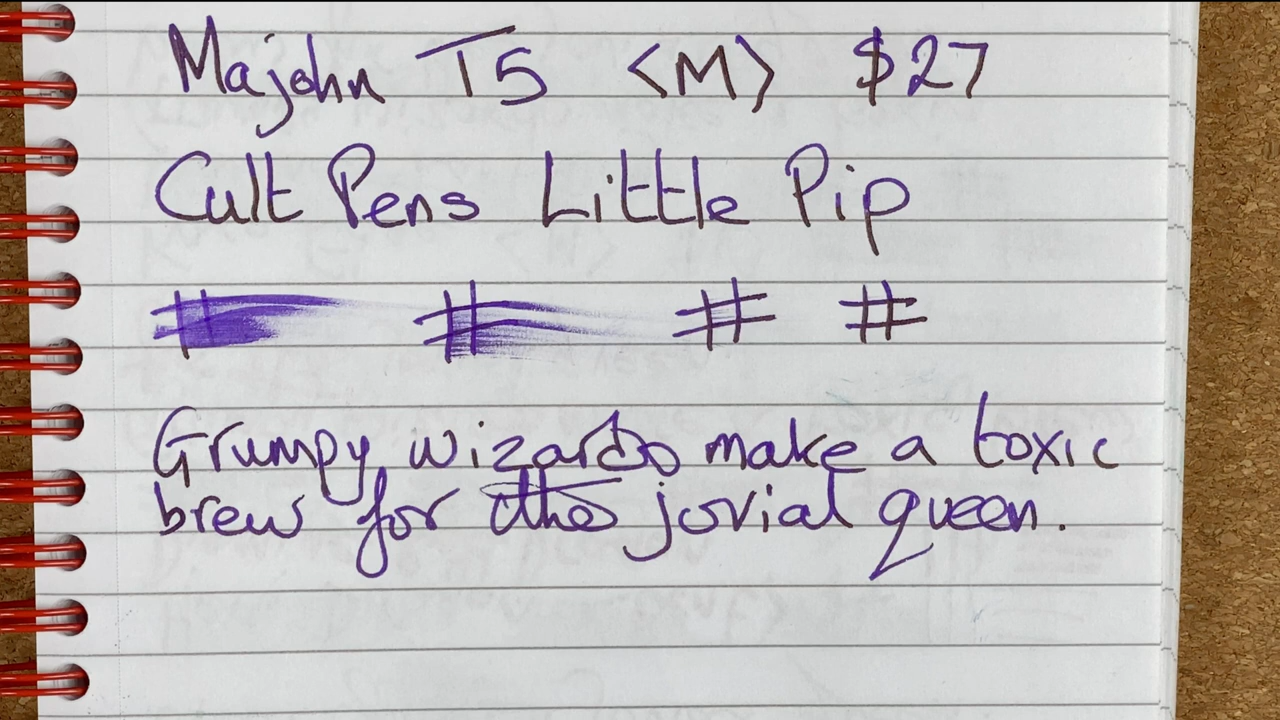 Majohn T5 <M> $27
Cult Pens Little Pip
# # # #
Grumpy wizards make a toxic
brew for the jovial queen.